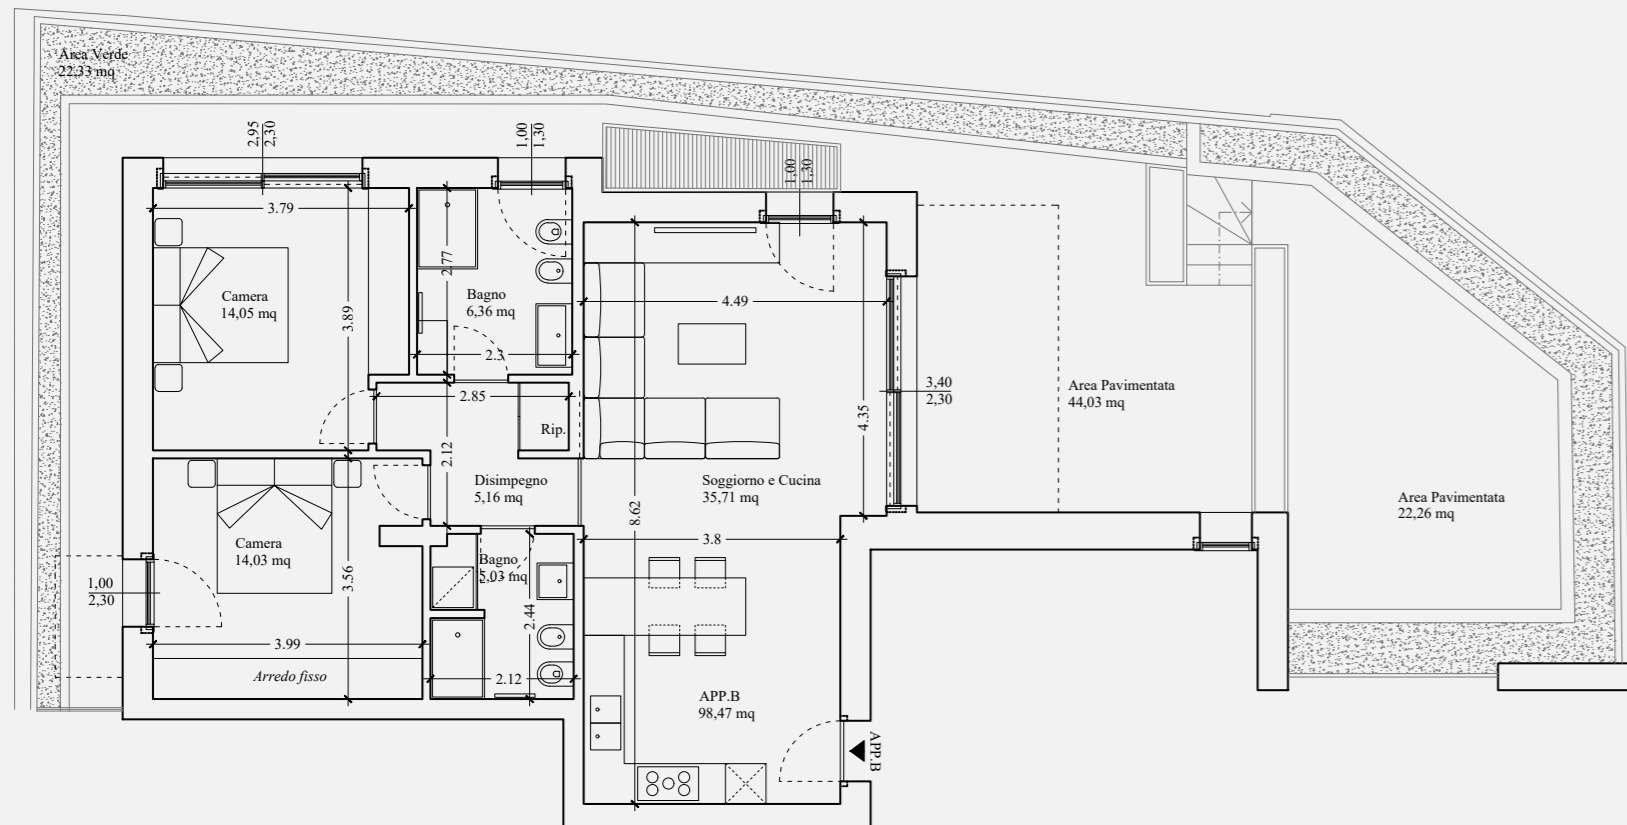 Area Verde
22,33 mq
2,95
2,30
1,00
1,30
1,00
1,30
3.79
2.77
Camera
14,05 mq
3.89
Bagno
6,36 mq
2.3
4.49
4.35
3,40
2,30
Area Pavimentata
44,03 mq
2.85
Rip.
2.12
Disimpegno
5,16 mq
Soggiorno e Cucina
35,71 mq
8.62
Area Pavimentata
22,26 mq
3.8
Camera
14,03 mq
3.56
Bagno
5,03 mq
2.44
1,00
2,30
3.99
Arredo fisso
2.12
APP.B
98,47 mq
APP.B